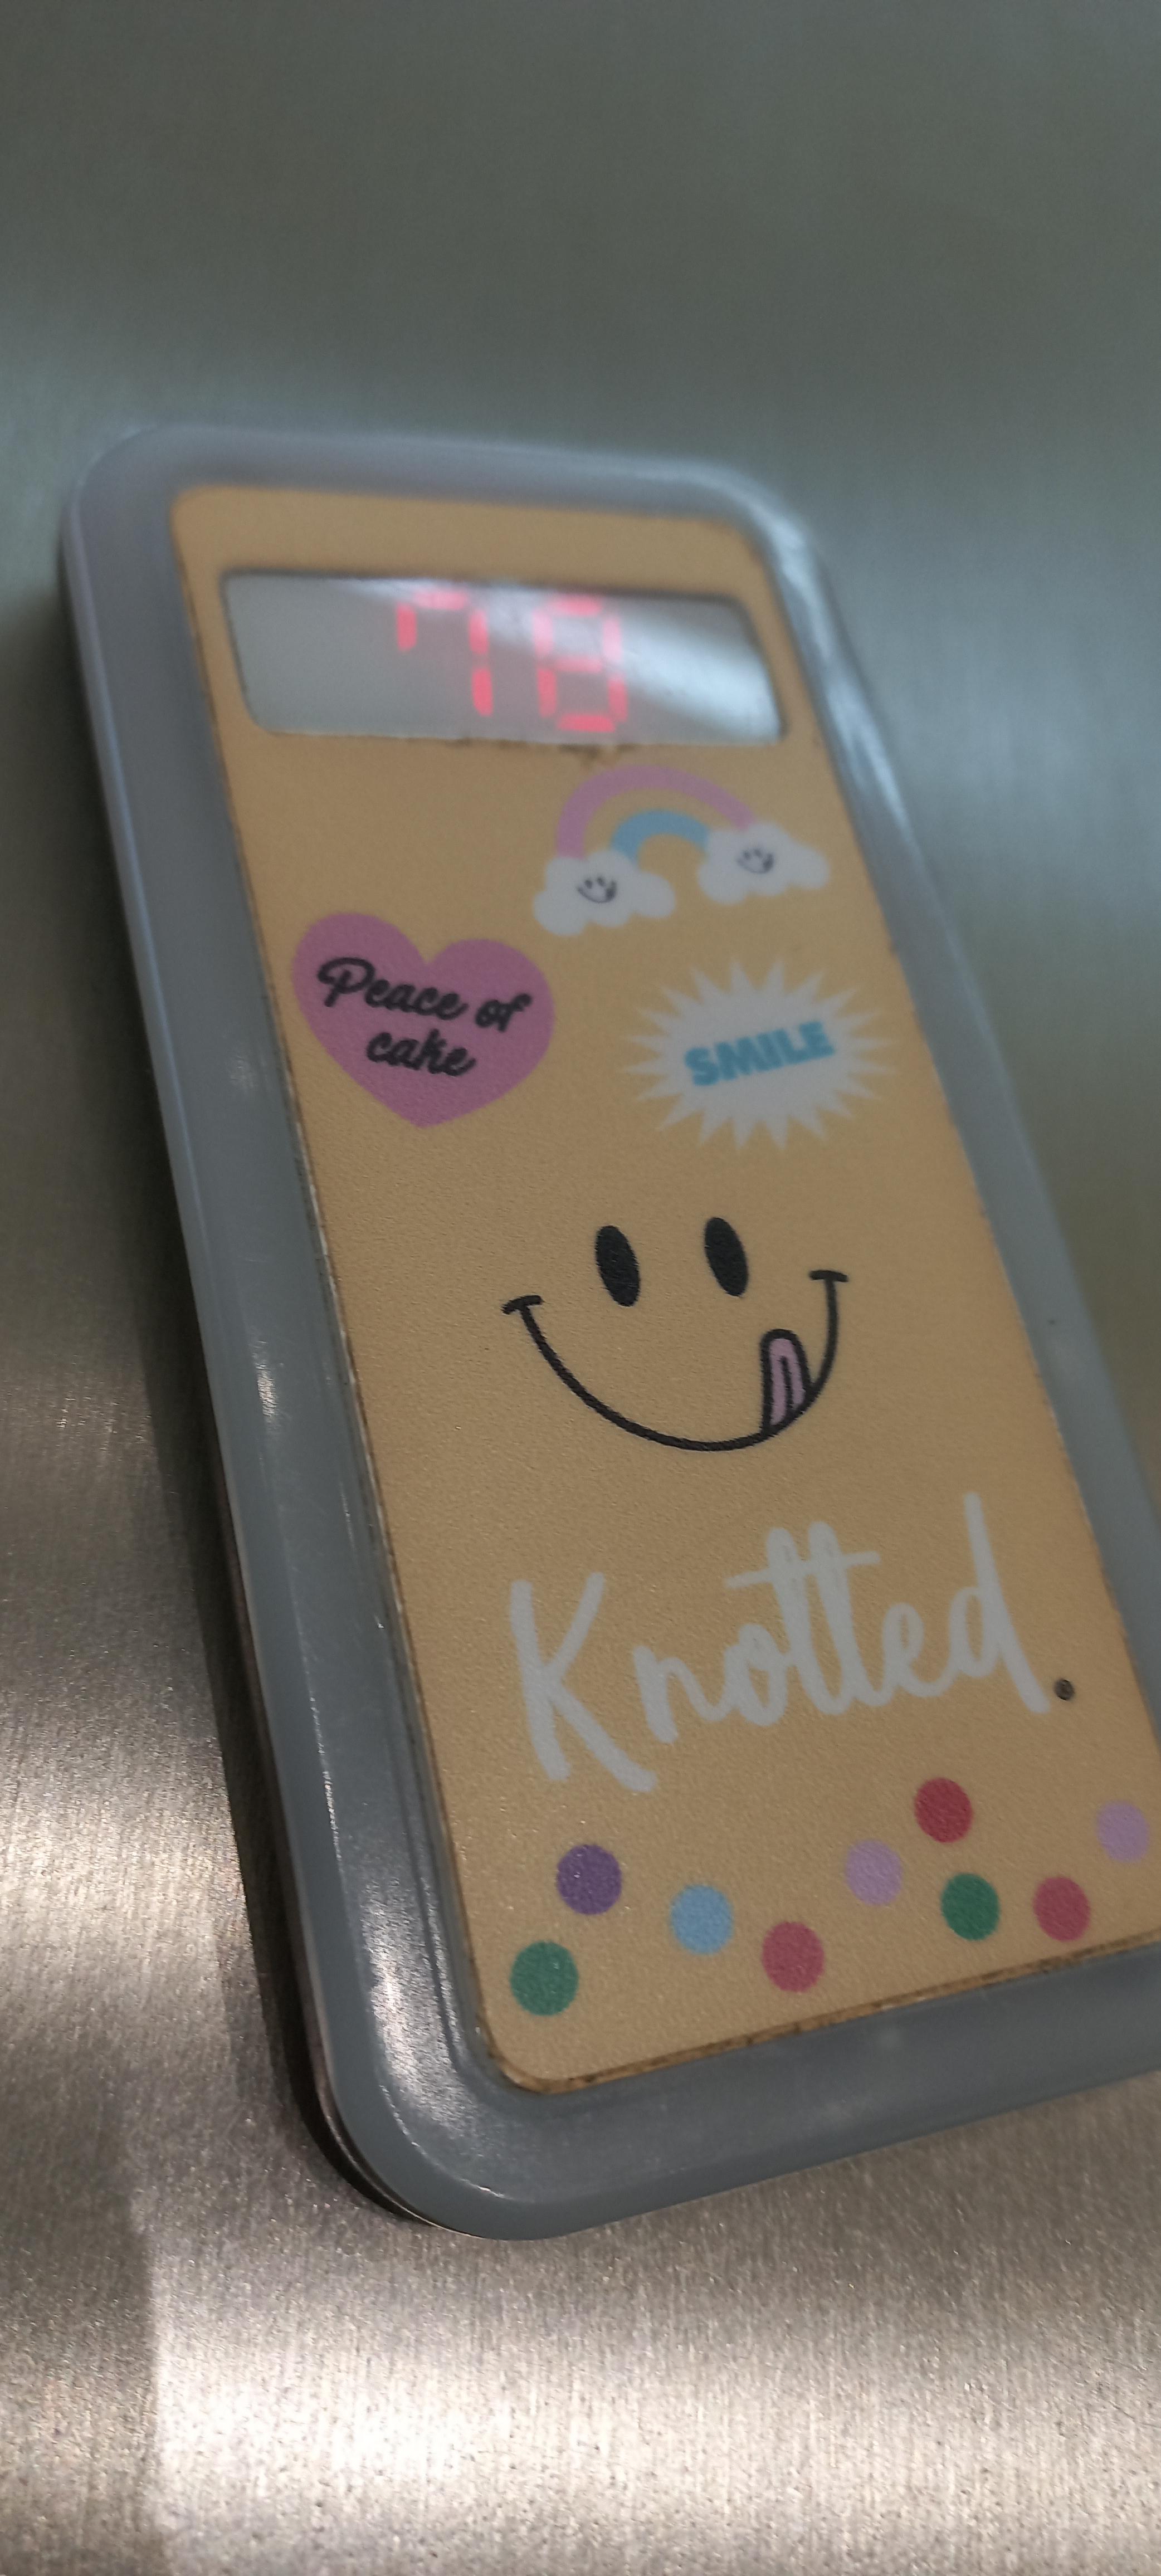 78
Peace of
cake
SMILE
Knotted.